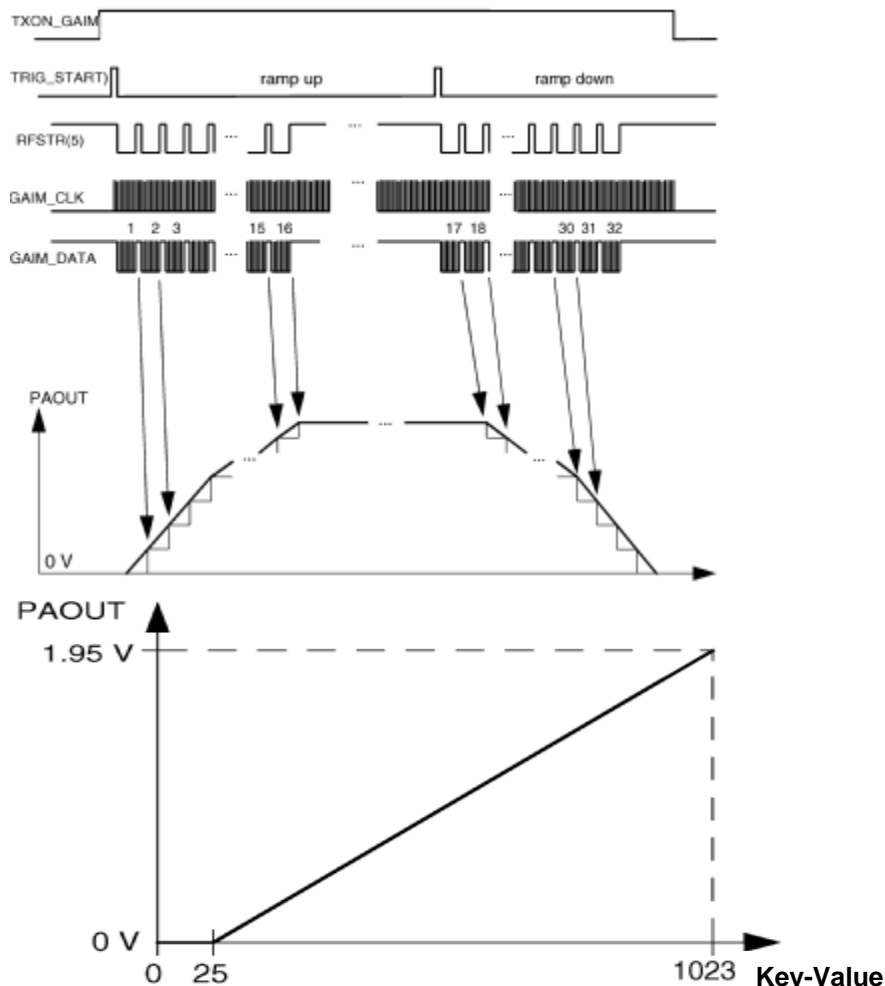 TXON_GAIM
TRIG_START)
ramp up
ramp down
RFSTR(5)
...
...
...
GAIM_CLK
...
...
...
1 2 3 15 16 17 18 30 31 32
GAIM_DATA
...
...
...
PAOUT
...
...
...
0 V
PAOUT
1.95 V
0 V
0 25 1023 Kev-Value